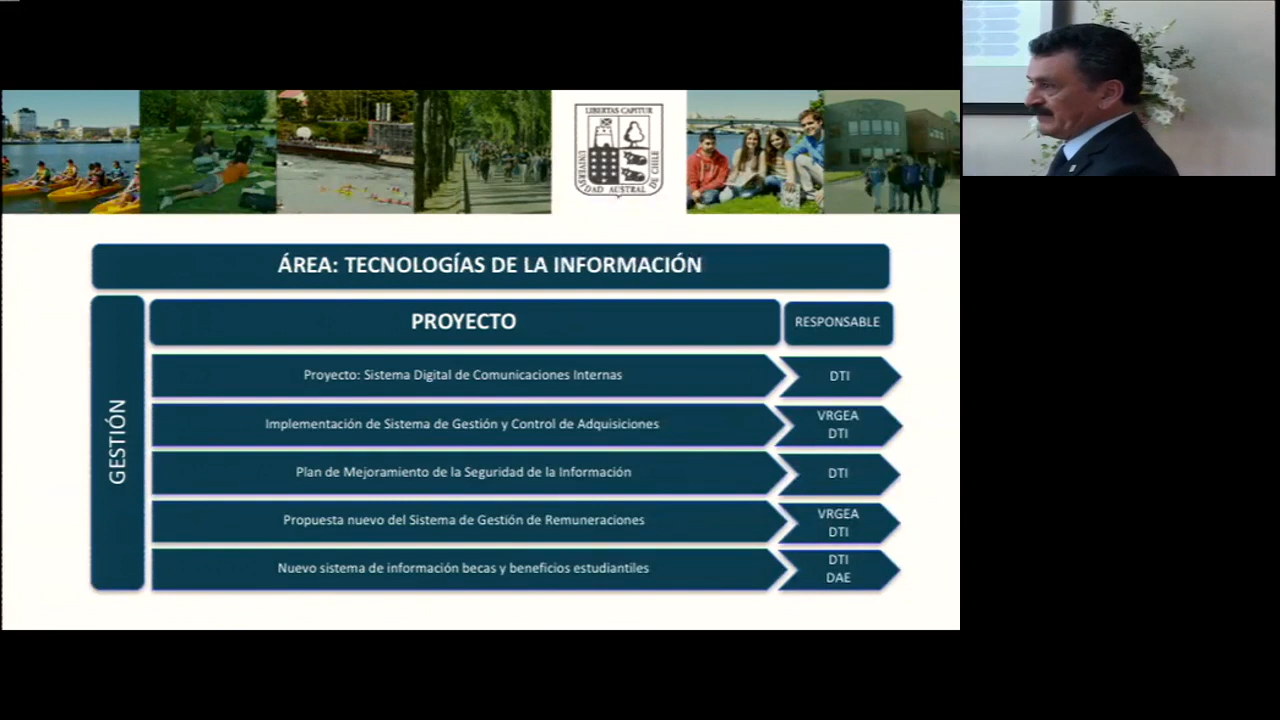 LIBERTAS CAPITUR
UNIVERSIDAD AUSTRAL DE CHILE
ÁREA: TECNOLOGÍAS DE LA INFORMACIÓN
GESTIÓN
PROYECTO
RESPONSABLE
Proyecto: Sistema Digital de Comunicaciones Internas
DTI
Implementación de Sistema de Gestión y Control de Adquisiciones
VRGEA
DTI
Plan de Mejoramiento de la Seguridad de la Información
DTI
Propuesta nuevo del Sistema de Gestión de Remuneraciones
VRGEA
DTI
Nuevo sistema de información becas y beneficios estudiantiles
DTI
DAE